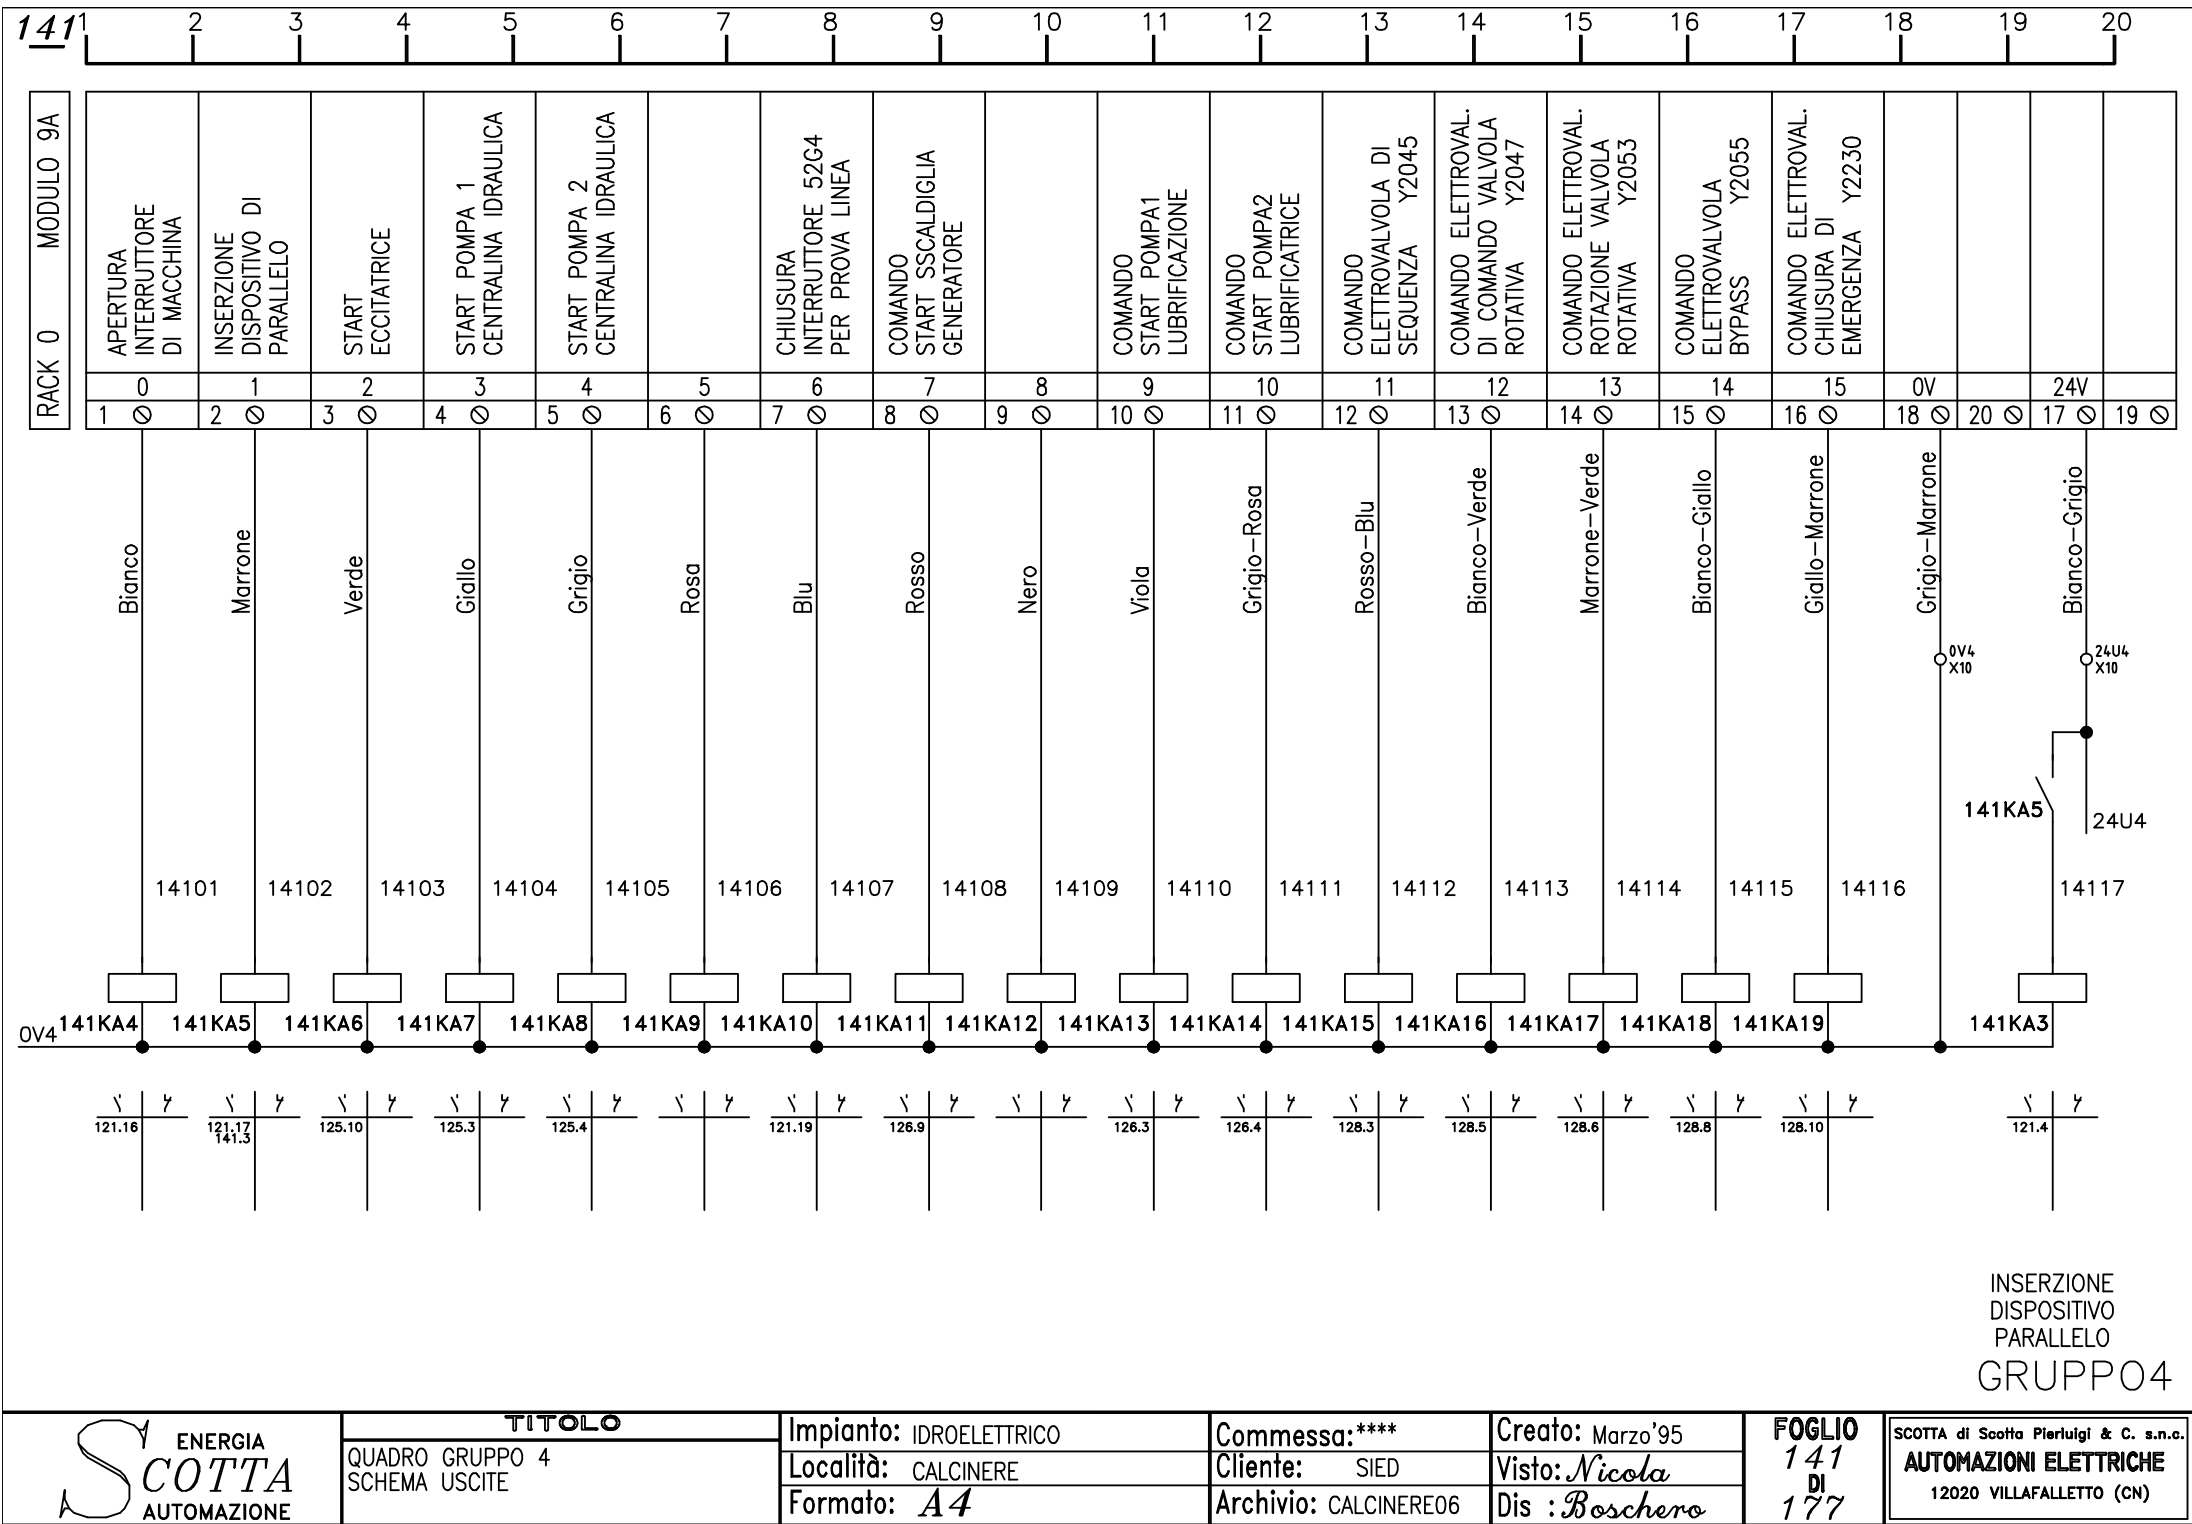 141
1 2 3 4 5 6 7 8 9 10 11 12 13 14 15 16 17 18 19 20
RACK 0 MODULO 9A
APERTURA
INTERRUTTORE
DI MACCHINA
INSERZIONE
DISPOSITIVO DI
PARALLELO
START
ECCITATRICE
START POMPA 1
CENTRALINA IDRAULICA
START POMPA 2
CENTRALINA IDRAULICA
CHIUSURA
INTERRUTTORE 52G4
PER PROVA LINEA
COMANDO
START SSCALDIGLIA
GENERATORE
COMANDO
START POMPA1
LUBRIFICAZIONE
COMANDO
START POMPA2
LUBRIFICATRICE
COMANDO
ELETTROVALVOLA DI
SEQUENZA Y2045
COMANDO ELETTROVAL.
DI COMANDO VALVOLA
ROTATIVA Y2047
COMANDO ELETTROVAL.
ROTAZIONE VALVOLA
ROTATIVA Y2053
COMANDO
ELETTROVALVOLA
BYPASS Y2055
COMANDO ELETTROVAL.
CHIUSURA DI
EMERGENZA Y2230
0 1 2 3 4 5 6 7 8 9 10 11 12 13 14 15 0V 24V
1 2 3 4 5 6 7 8 9 10 11 12 13 14 15 16 18 20 17 19
Bianco
Marrone
Verde
Giallo
Grigio
Rosa
Blu
Rosso
Nero
Viola
Grigio-Rosa
Rosso-Blu
Bianco-Verde
Marrone-Verde
Bianco-Giallo
Giallo-Marrone
Grigio-Marrone
Bianco-Grigio
0V4
X10
24U4
X10
141KA5
24U4
14101 14102 14103 14104 14105 14106 14107 14108 14109 14110 14111 14112 14113 14114 14115 14116 14117
0V4
141KA4 141KA5 141KA6 141KA7 141KA8 141KA9 141KA10 141KA11 141KA12 141KA13 141KA14 141KA15 141KA16 141KA17 141KA18 141KA19 141KA3
121.16 121.17 125.10 125.3 125.4 121.19 126.9 126.3 126.4 128.3 128.5 128.6 128.8 128.10 121.4
141.3
INSERZIONE
DISPOSITIVO
PARALLELO
GRUPPO4
ENERGIA
SCOTTA
AUTOMAZIONE
TITOLO
QUADRO GRUPPO 4
SCHEMA USCITE
Impianto: IDROELETTRICO
Località: CALCINERE
Formato: A4
Commessa:****
Cliente: SIED
Archivio: CALCINERE06
Creato: Marzo'95
Visto: Nicola
Dis : Boschero
FOGLIO
141
DI
177
SCOTTA di Scotta Pierluigi & C. s.n.c.
AUTOMAZIONI ELETTRICHE
12020 VILLAFALLETTO (CN)